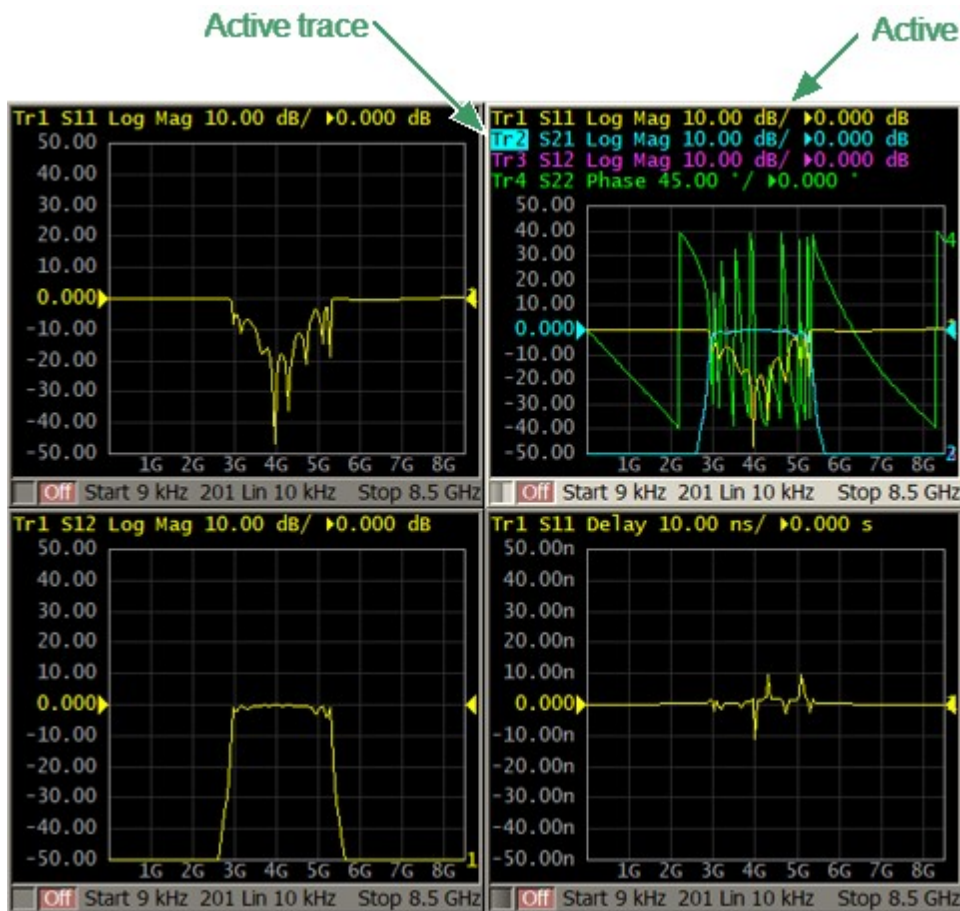 Active trace
Active
Tr1 S11 Log Mag 10.00 dB/ ▶0.000 dB
50.00
40.00
30.00
20.00
10.00
0.000
-10.00
-20.00
-30.00
-40.00
-50.00
1G 2G 3G 4G 5G 6G 7G 8G
Off Start 9 kHz 201 Lin 10 kHz Stop 8.5 GHz
Tr1 S11 Log Mag 10.00 dB/ ▶0.000 dB
Tr2 S21 Log Mag 10.00 dB/ ▶0.000 dB
Tr3 S12 Log Mag 10.00 dB/ ▶0.000 dB
Tr4 S22 Phase 45.00 °/ ▶0.000 °
50.00
40.00
30.00
20.00
10.00
0.000
-10.00
-20.00
-30.00
-40.00
-50.00
4
2
1G 2G 3G 4G 5G 6G 7G 8G
Off Start 9 kHz 201 Lin 10 kHz Stop 8.5 GHz
Tr1 S12 Log Mag 10.00 dB/ ▶0.000 dB
50.00
40.00
30.00
20.00
10.00
0.000
-10.00
-20.00
-30.00
-40.00
-50.00
1
1G 2G 3G 4G 5G 6G 7G 8G
Off Start 9 kHz 201 Lin 10 kHz Stop 8.5 GHz
Tr1 S11 Delay 10.00 ns/ ▶0.000 s
50.00n
40.00n
30.00n
20.00n
10.00n
0.000
-10.00n
-20.00n
-30.00n
-40.00n
-50.00n
1G 2G 3G 4G 5G 6G 7G 8G
Off Start 9 kHz 201 Lin 10 kHz Stop 8.5 GHz